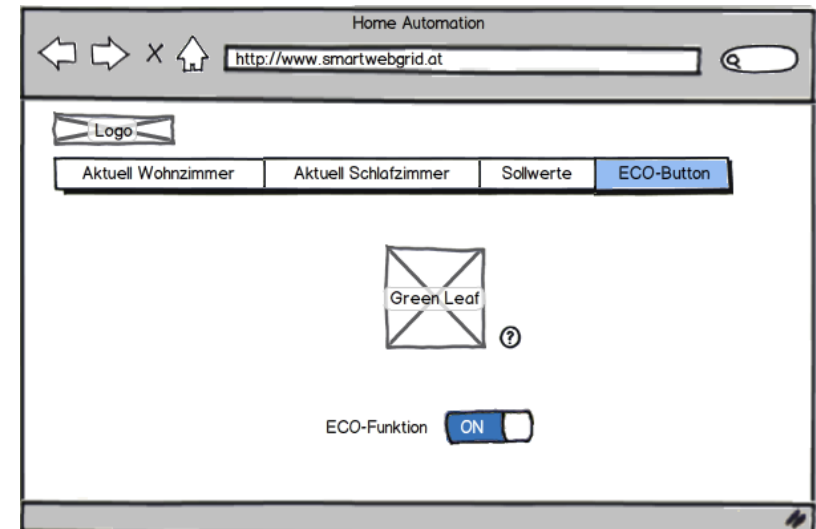 Home Automation
http://www.smartwebgrid.at
Logo
Aktuell Wohnzimmer Aktuell Schlafzimmer Sollwerte ECO-Button
Green Leaf
?
ECO-Funktion ON